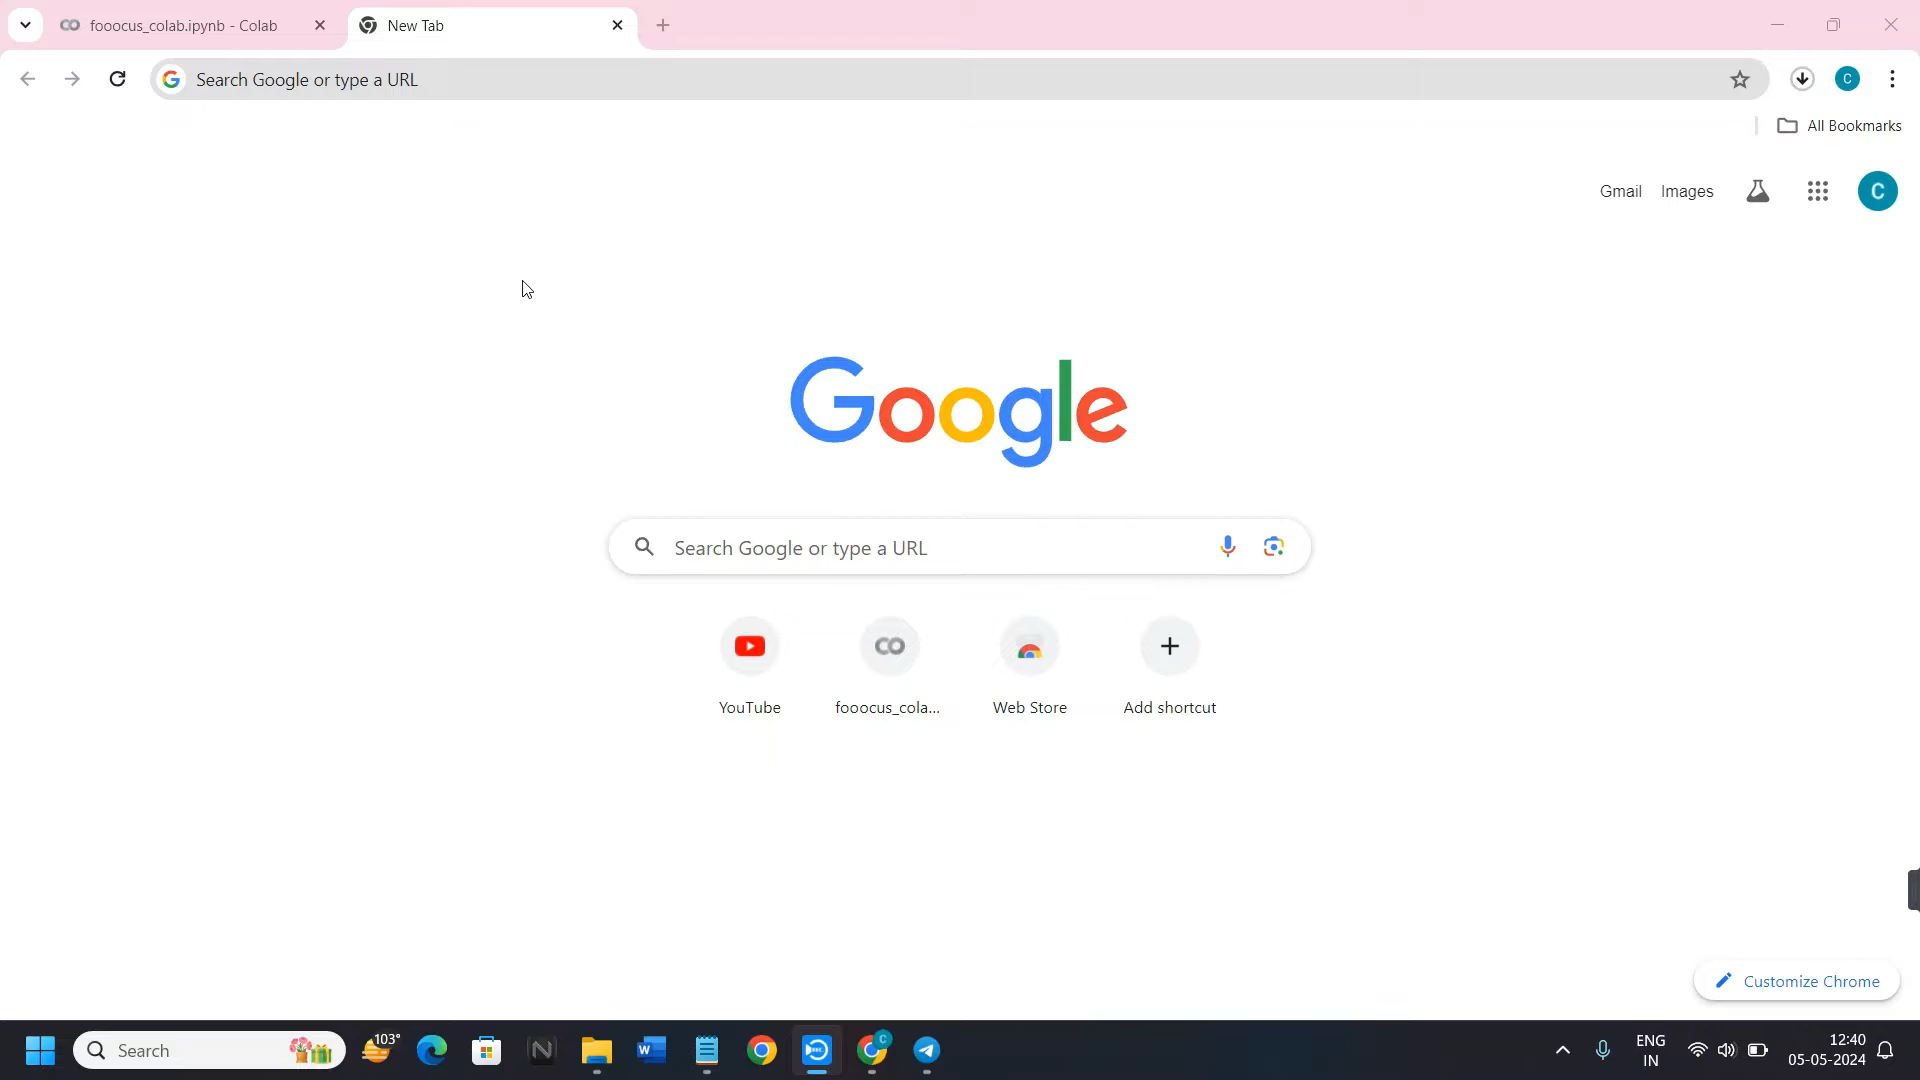 fooocus_colab.ipynb - Colab
New Tab
Search Google or type a URL
C
All Bookmarks
Gmail
Images
C
Google
Search Google or type a URL
YouTube
fooocus_cola...
Web Store
Add shortcut
Customize Chrome
Search
103°
C
ENG
IN
12:40
05-05-2024